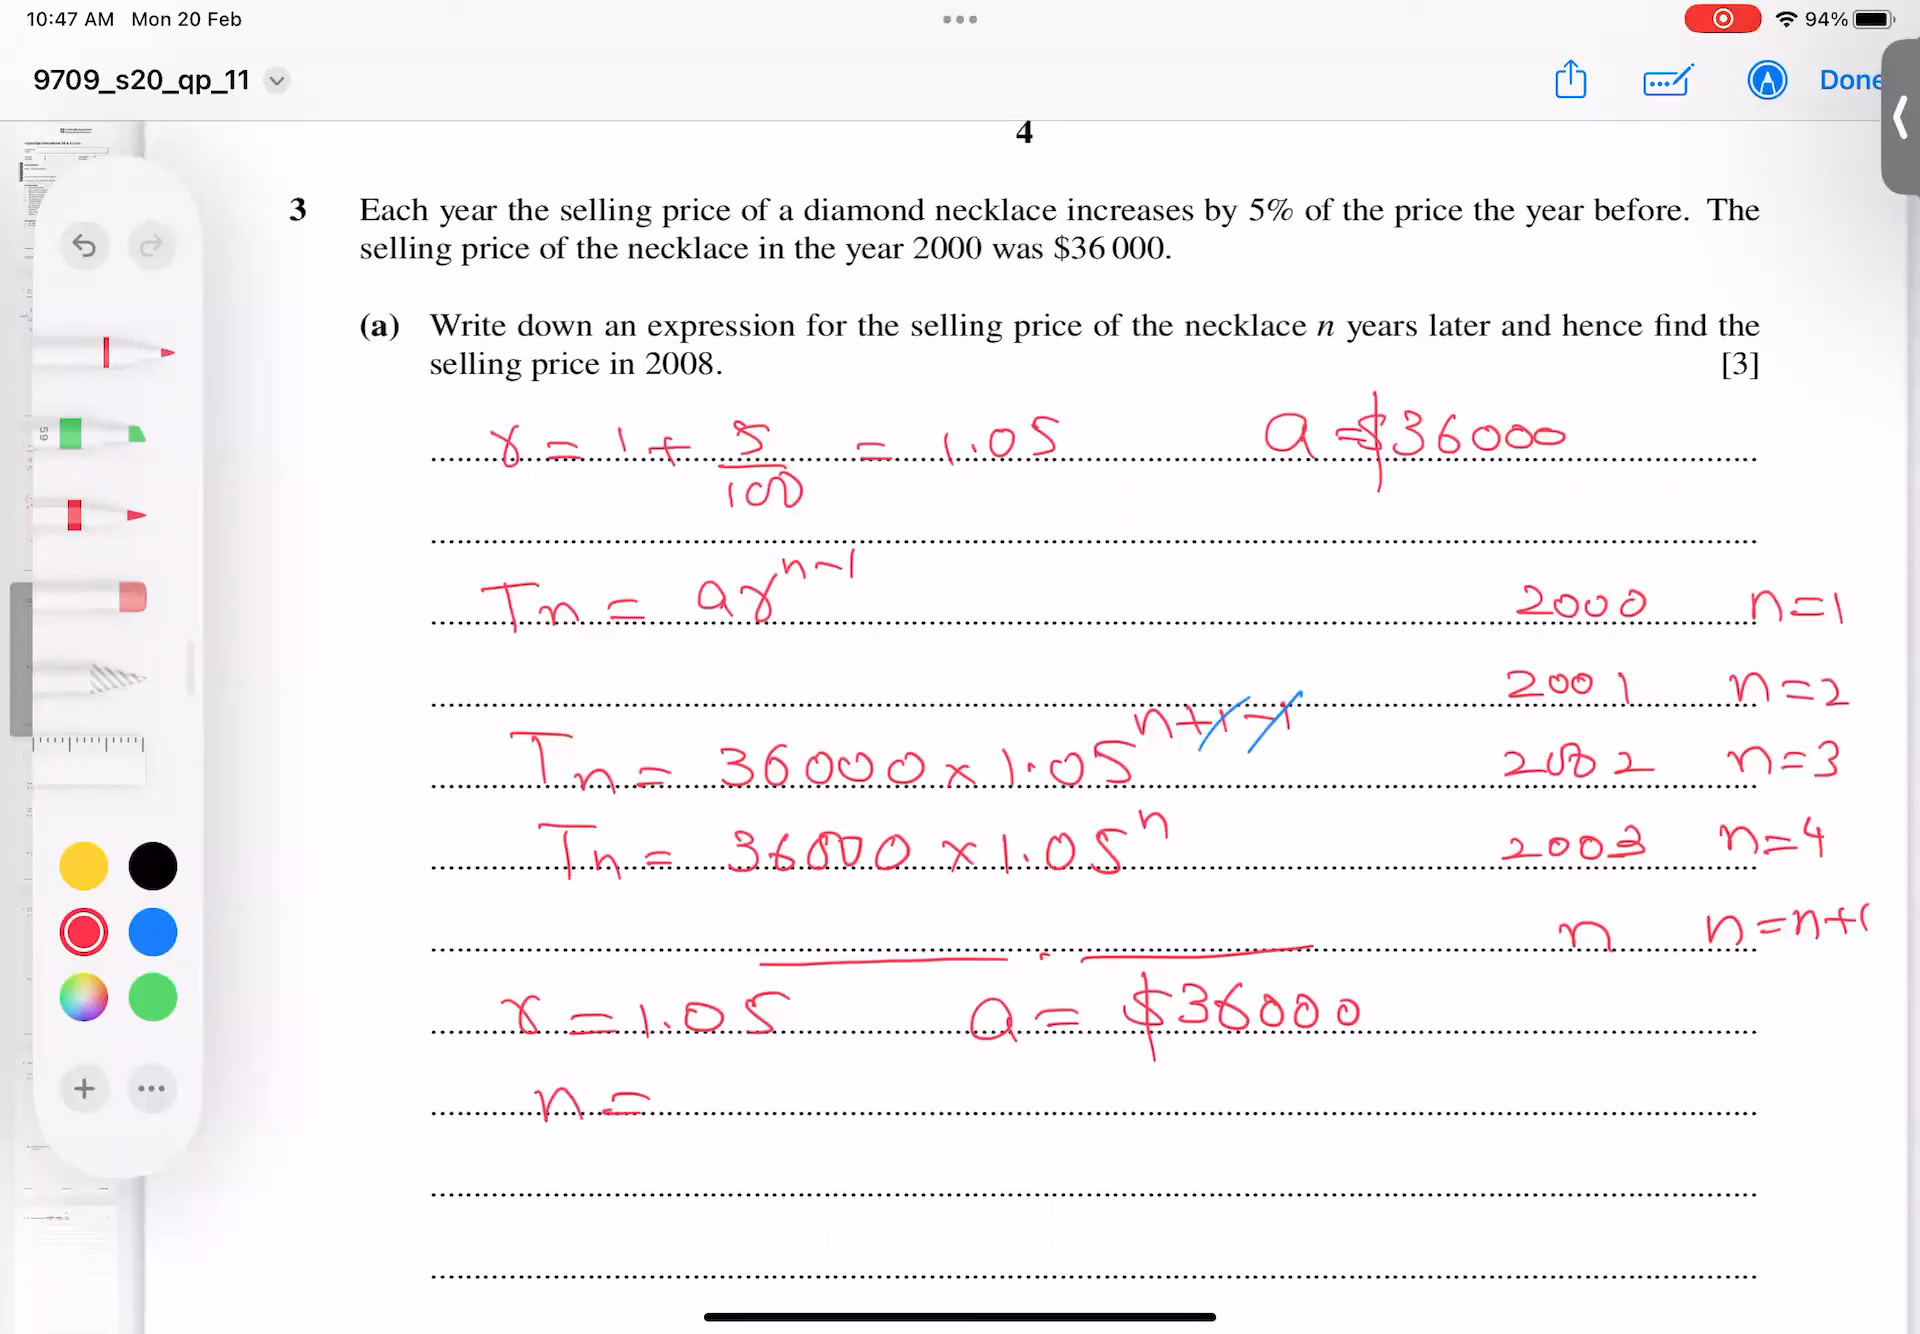 10:47 AM Mon 20 Feb
94%
9709_s20_qp_11
Done
4
3 Each year the selling price of a diamond necklace increases by 5% of the price the year before. The
selling price of the necklace in the year 2000 was $36 000.
(a) Write down an expression for the selling price of the necklace n years later and hence find the
selling price in 2008. [3]
r = 1 + 5/100 = 1.05 a = $36000
Tn = ar^n-1
2000 n=1
2001 n=2
Tn = 36000 × 1.05^n+1-1
2002 n=3
Tn = 36000 × 1.05^n
2003 n=4
n n=n+1
r = 1.05 a = $36000
n =
59